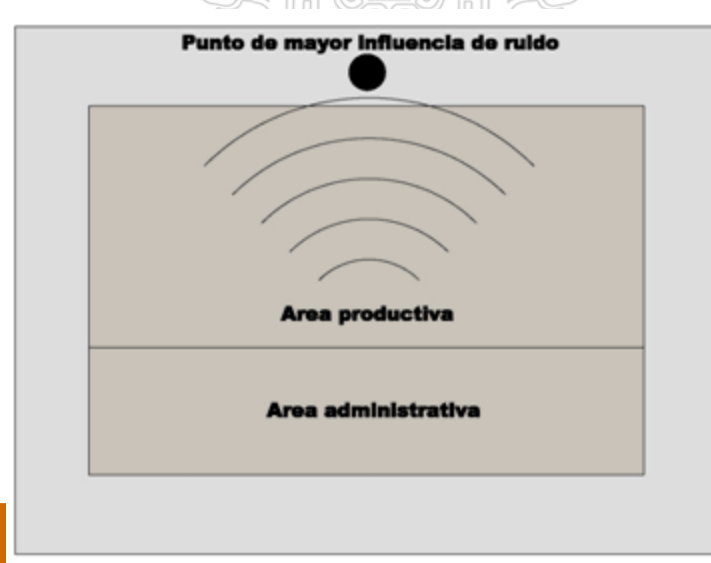 Punto de mayor influencia de ruido
Area productiva
Area administrativa